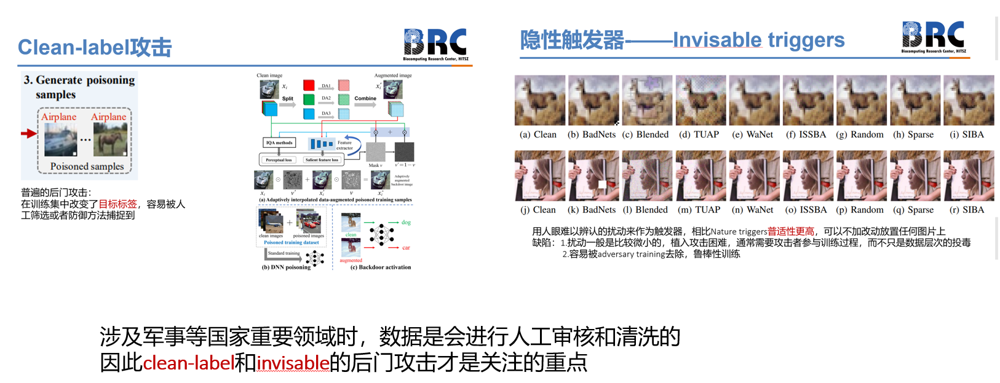 Clean-label攻击
BRC
Biocomputing Research Center, HITSZ
3. Generate poisoning
samples
Airplane Airplane
...
Poisoned samples
普遍的后门攻击：
在训练集中改变了目标标签，容易被人
工筛选或者防御方法捕捉到
Clean image
Augmented image
xᵢ
xᵢ'
Split
DA1
DA2
DA3
Combine
IQA methods
Feature
extractor
Perceptual loss
Salient feature loss
Mask v
v' = 1 − v
xᵢ ⊙ v' + xᵢ' ⊙ v = xᵢ*
Adaptively
augmented
backdoor image
(a) Adaptively interpolated data-augmented poisoned training samples
clean images + poisoned images
Poisoned training dataset
Standard training
(b) DNN poisoning
clean
dog
augmented
car
(c) Backdoor activation
隐性触发器——Invisable triggers
BRC
Biocomputing Research Center, HITSZ
(a) Clean (b) BadNets (c) Blended (d) TUAP (e) WaNet (f) ISSBA (g) Random (h) Sparse (i) SIBA
(j) Clean (k) BadNets (l) Blended (m) TUAP (n) WaNet (o) ISSBA (p) Random (q) Sparse (r) SIBA
用人眼难以辨认的扰动来作为触发器，相比Nature triggers普适性更高，可以不加改动放置任何图片上
缺陷：1.扰动一般是比较微小的，植入攻击困难，通常需要攻击者参与训练过程，而不只是数据层次的投毒
2.容易被adversary training去除，鲁棒性训练
涉及军事等国家重要领域时，数据是会进行人工审核和清洗的
因此clean-label和invisable的后门攻击才是关注的重点